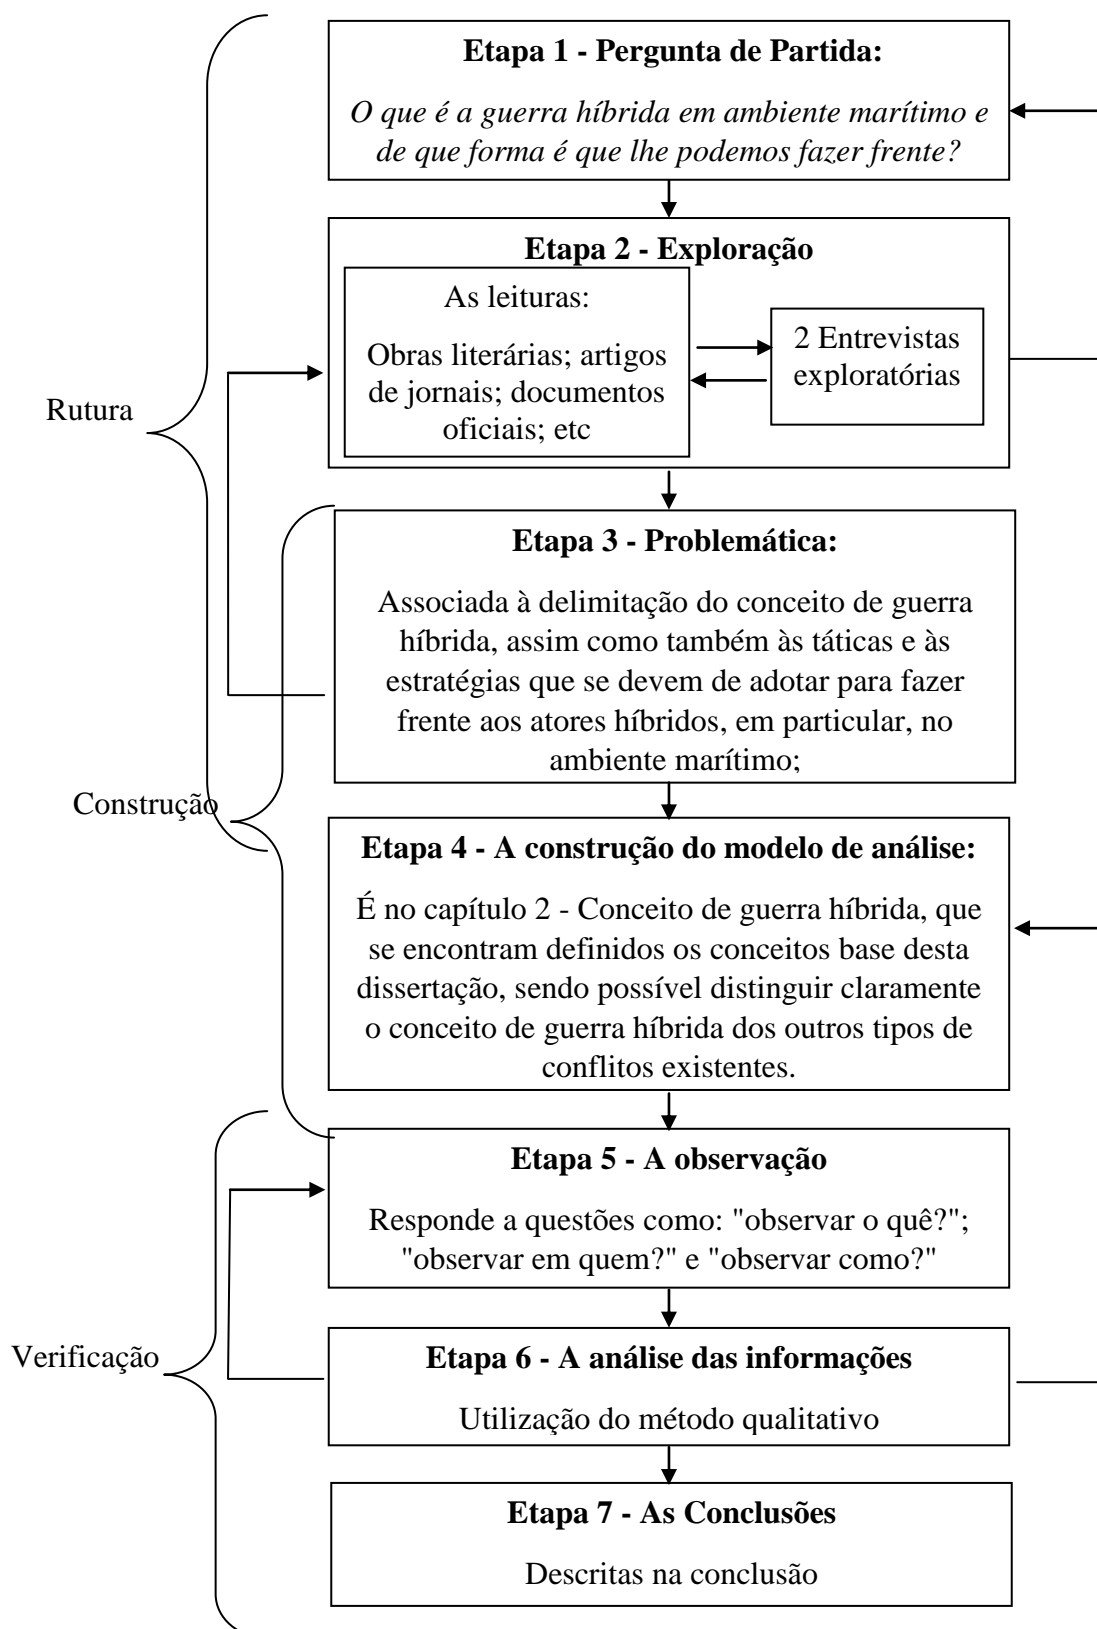 Etapa 1 - Pergunta de Partida:
O que é a guerra híbrida em ambiente marítimo e
de que forma é que lhe podemos fazer frente?
Etapa 2 - Exploração
As leituras:
Obras literárias; artigos
de jornais; documentos
oficiais; etc
2 Entrevistas
exploratórias
Rutura
Etapa 3 - Problemática:
Associada à delimitação do conceito de guerra
híbrida, assim como também às táticas e às
estratégias que se devem de adotar para fazer
frente aos atores híbridos, em particular, no
ambiente marítimo;
Construção
Etapa 4 - A construção do modelo de análise:
É no capítulo 2 - Conceito de guerra híbrida, que
se encontram definidos os conceitos base desta
dissertação, sendo possível distinguir claramente
o conceito de guerra híbrida dos outros tipos de
conflitos existentes.
Etapa 5 - A observação
Responde a questões como: "observar o quê?";
"observar em quem?" e "observar como?"
Verificação
Etapa 6 - A análise das informações
Utilização do método qualitativo
Etapa 7 - As Conclusões
Descritas na conclusão